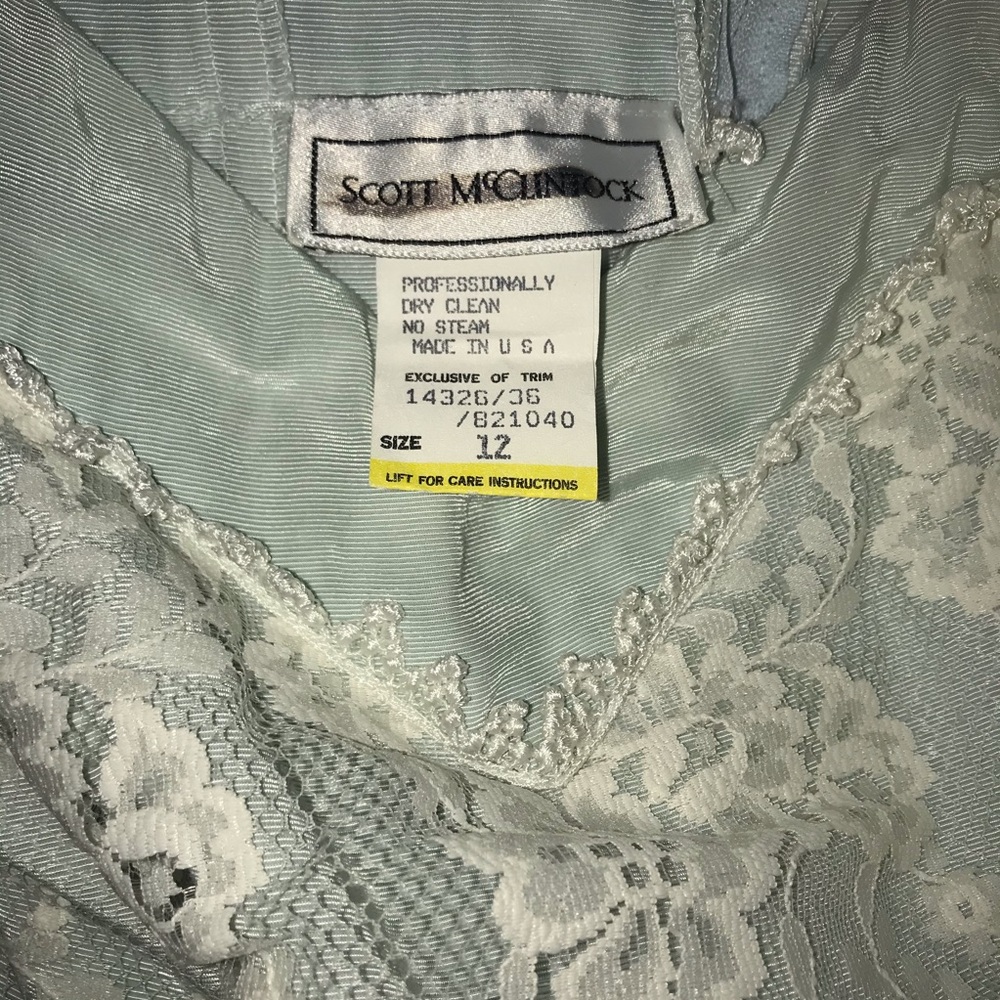 SCOTT MCCLINTOCK
PROFESSIONALLY
DRY CLEAN
NO STEAM
MADE IN U S A
EXCLUSIVE OF TRIM
14326/36
/821040
SIZE 12
LIFT FOR CARE INSTRUCTIONS